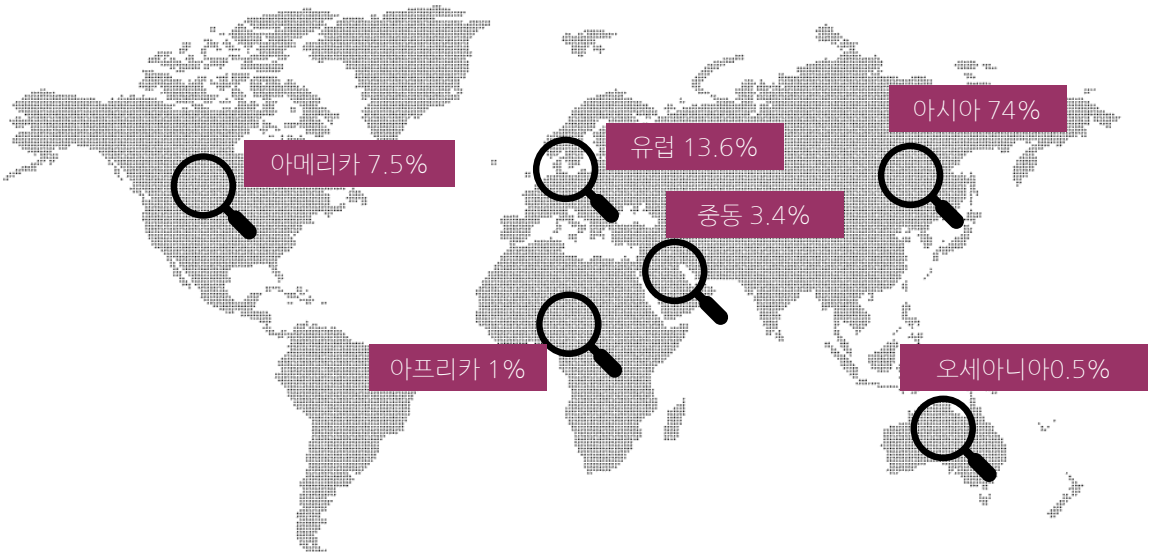 아시아 74%
유럽 13.6%
아메리카 7.5%
중동 3.4%
아프리카 1%
오세아니아0.5%